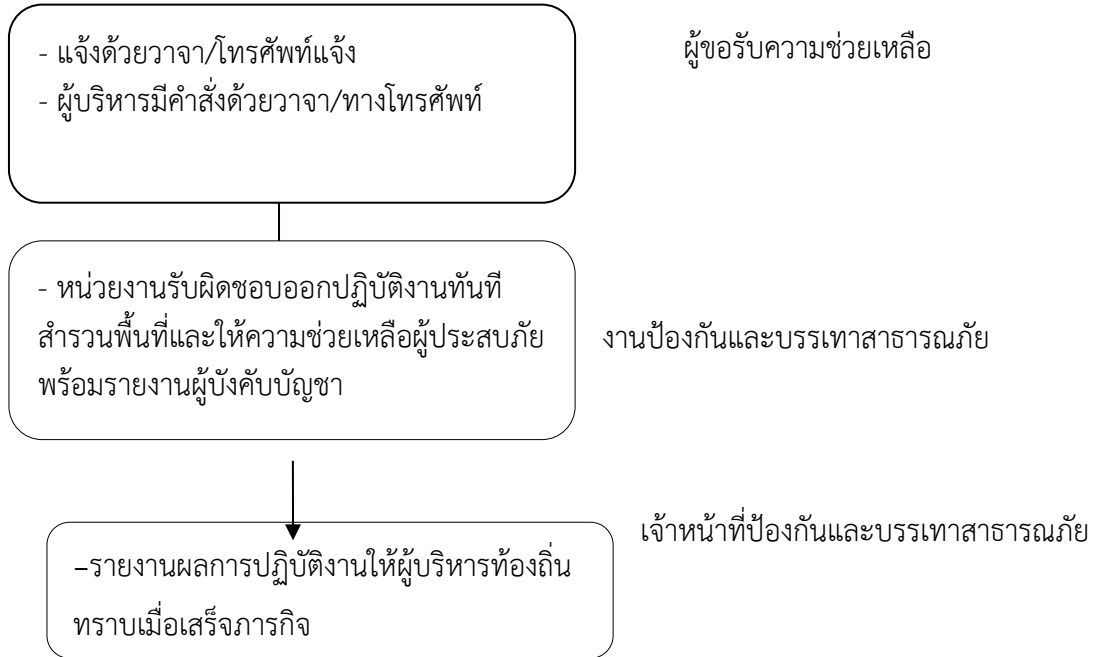 - แจ้งด้วยวาจา/โทรศัพท์แจ้ง
- ผู้บริหารมีคำสั่งด้วยวาจา/ทางโทรศัพท์
ผู้ขอรับความช่วยเหลือ
- หน่วยงานรับผิดชอบออกปฏิบัติงานทันที
สำรวนพื้นที่และให้ความช่วยเหลือผู้ประสบภัย
พร้อมรายงานผู้บังคับบัญชา
งานป้องกันและบรรเทาสาธารณภัย
เจ้าหน้าที่ป้องกันและบรรเทาสาธารณภัย
–รายงานผลการปฏิบัติงานให้ผู้บริหารท้องถิ่น
ทราบเมื่อเสร็จภารกิจ